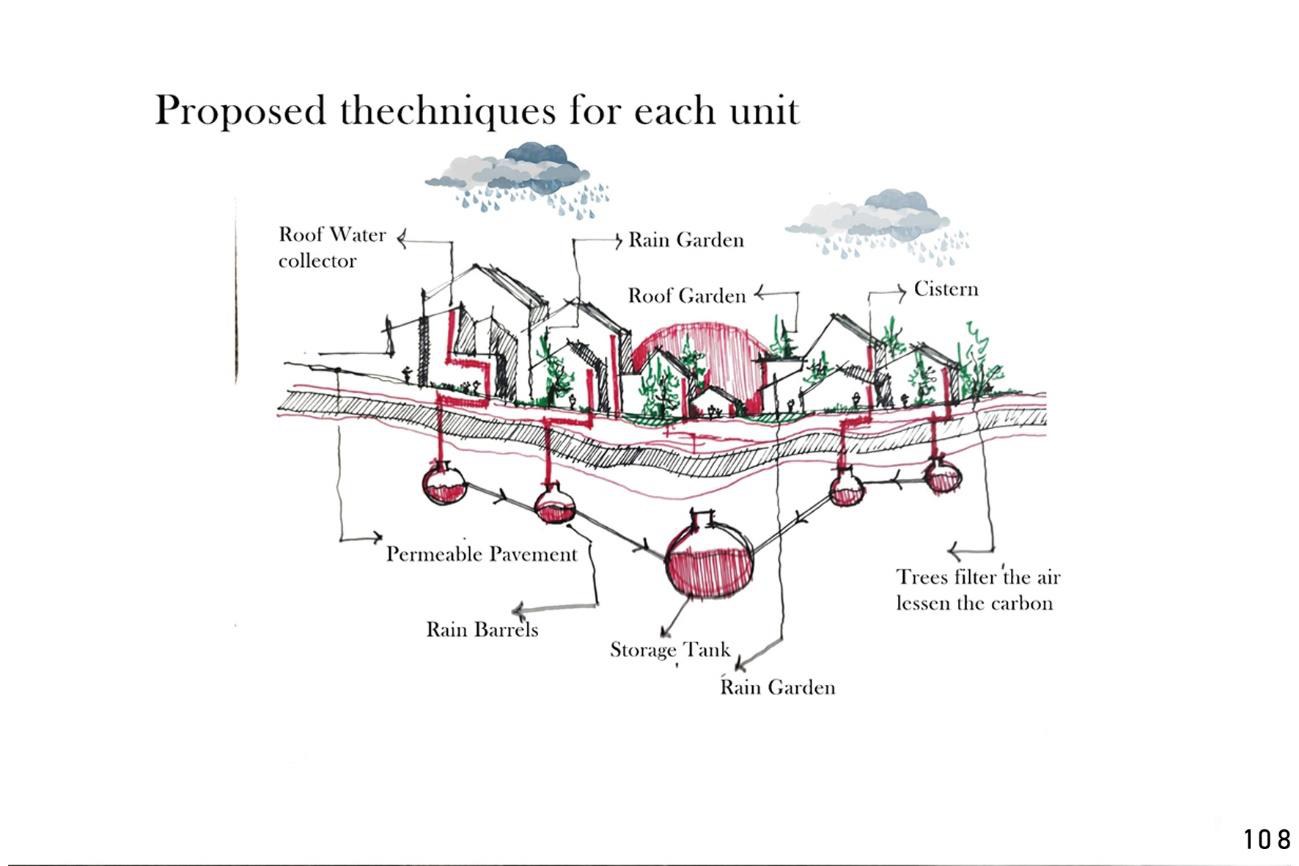 Proposed thechniques for each unit
Roof Water
collector
Rain Garden
Roof Garden
Cistern
Permeable Pavement
Rain Barrels
Storage Tank
Rain Garden
Trees filter the air
lessen the carbon
108